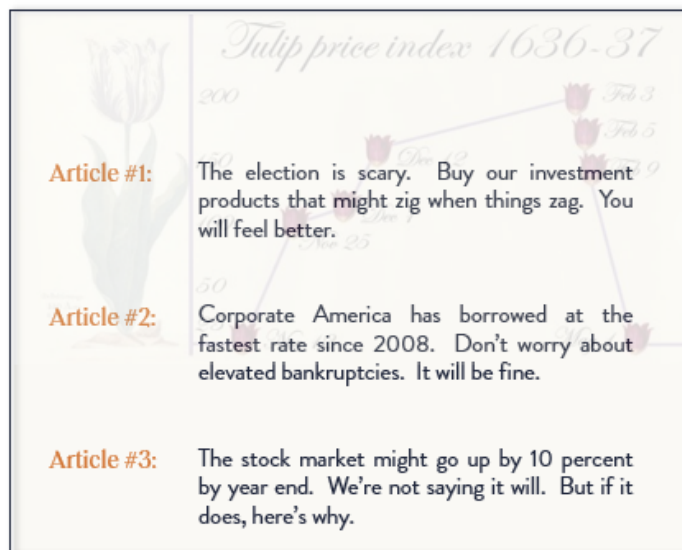 Tulip price index 1636-37
200
Feb 3
Feb 5
Feb 9
Dec 12
Dec 1
Nov 25
50
Article #1:
The election is scary. Buy our investment
products that might zig when things zag. You
will feel better.
Article #2:
Corporate America has borrowed at the
fastest rate since 2008. Don't worry about
elevated bankruptcies. It will be fine.
Article #3:
The stock market might go up by 10 percent
by year end. We're not saying it will. But if it
does, here's why.